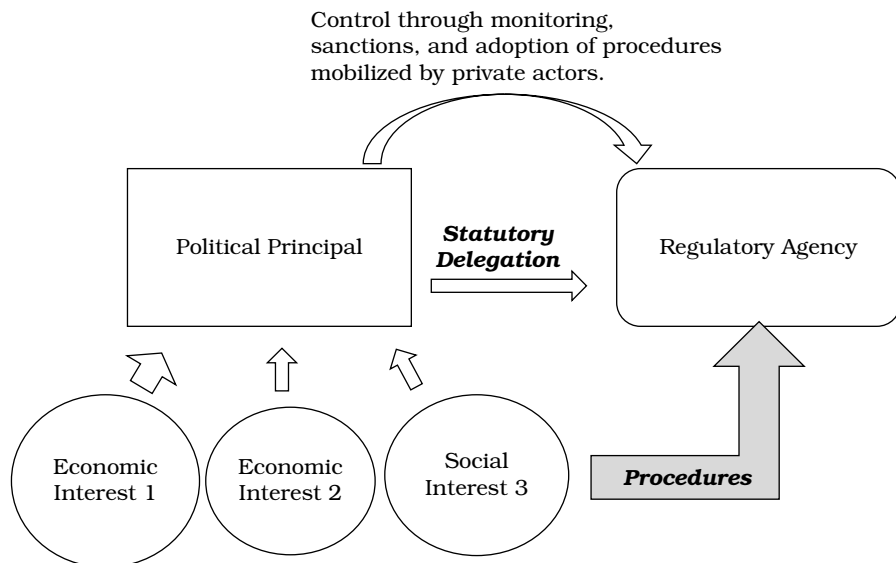 Control through monitoring,
sanctions, and adoption of procedures
mobilized by private actors.
Political Principal
Statutory
Delegation
Regulatory Agency
Economic
Interest 1
Economic
Interest 2
Social
Interest 3
Procedures